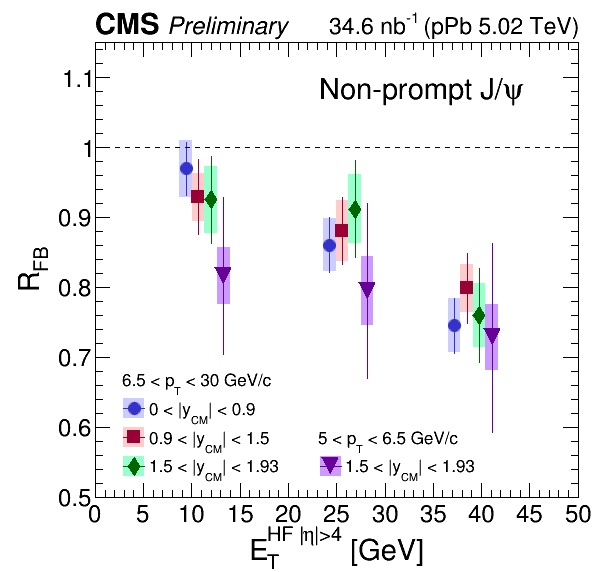 CMS Preliminary 34.6 nb⁻¹ (pPb 5.02 TeV)
Non-prompt J/ψ
1.1
1
0.9
0.8
0.7
0.6
0.5
R_FB
6.5 < p_T < 30 GeV/c
0 < |y_CM| < 0.9
0.9 < |y_CM| < 1.5
1.5 < |y_CM| < 1.93
5 < p_T < 6.5 GeV/c
1.5 < |y_CM| < 1.93
0 5 10 15 20 25 30 35 40 45 50
E_T^HF |η|>4 [GeV]